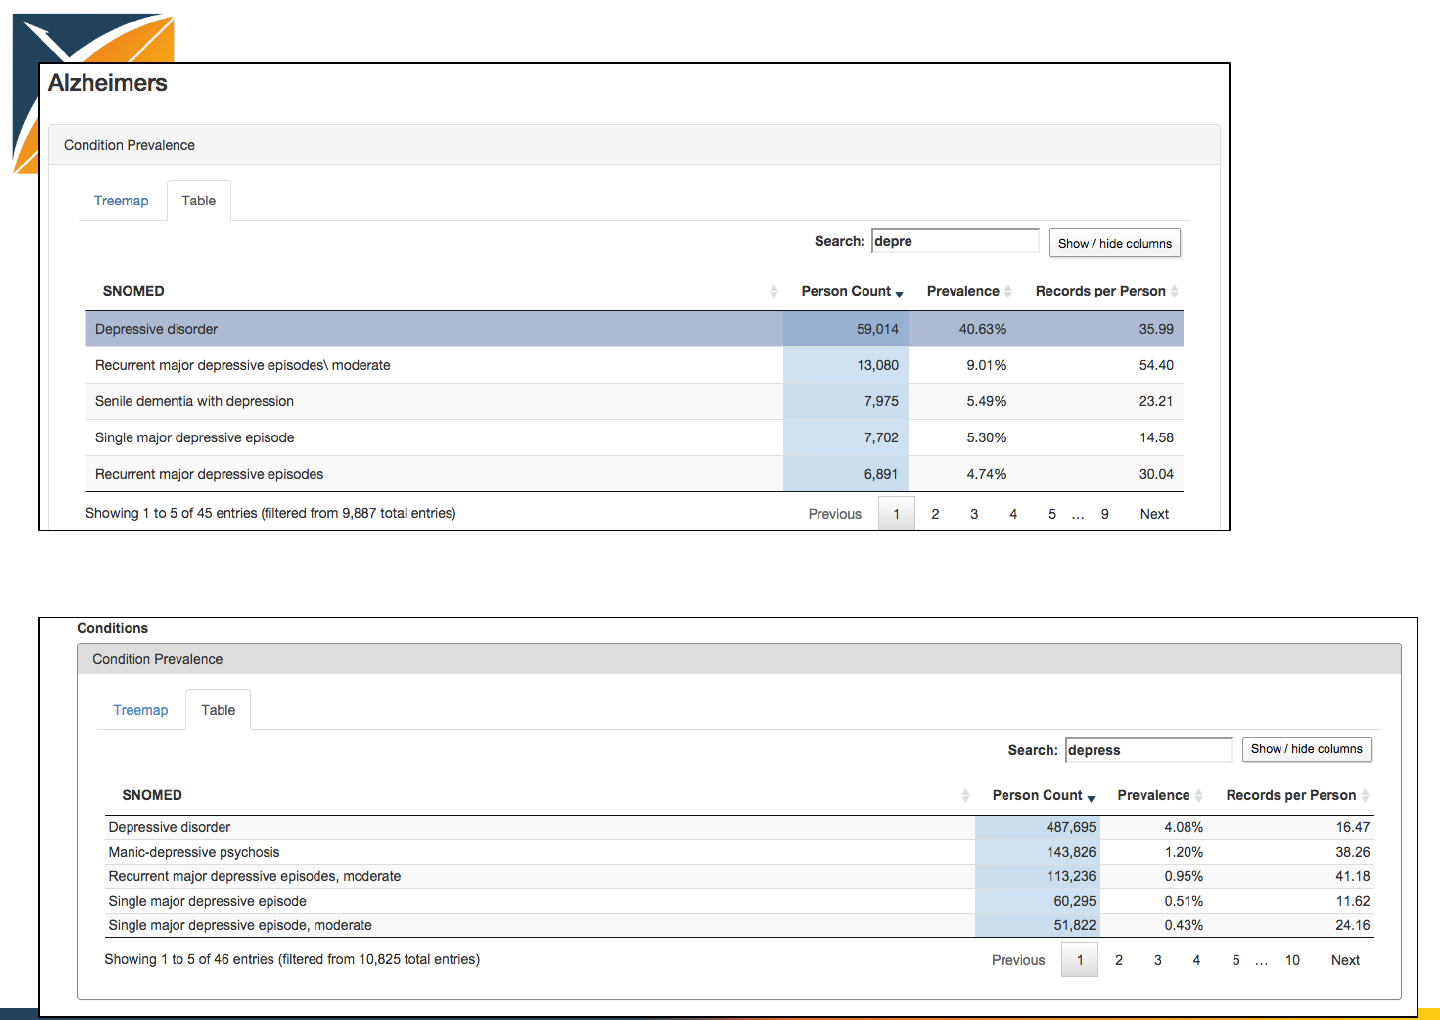 Alzheimers
Condition Prevalence
Treemap Table
Search: depre Show / hide columns
SNOMED Person Count Prevalence Records per Person
Depressive disorder 59,014 40.63% 35.99
Recurrent major depressive episodes\ moderate 13,080 9.01% 54.40
Senile dementia with depression 7,975 5.49% 23.21
Single major depressive episode 7,702 5.30% 14.58
Recurrent major depressive episodes 6,891 4.74% 30.04
Showing 1 to 5 of 45 entries (filtered from 9,887 total entries) Previous 1 2 3 4 5 ... 9 Next
Conditions
Condition Prevalence
Treemap Table
Search: depress Show / hide columns
SNOMED Person Count Prevalence Records per Person
Depressive disorder 487,695 4.08% 16.47
Manic-depressive psychosis 143,826 1.20% 38.26
Recurrent major depressive episodes, moderate 113,236 0.95% 41.18
Single major depressive episode 60,295 0.51% 11.62
Single major depressive episode, moderate 51,822 0.43% 24.16
Showing 1 to 5 of 46 entries (filtered from 10,825 total entries) Previous 1 2 3 4 5 ... 10 Next